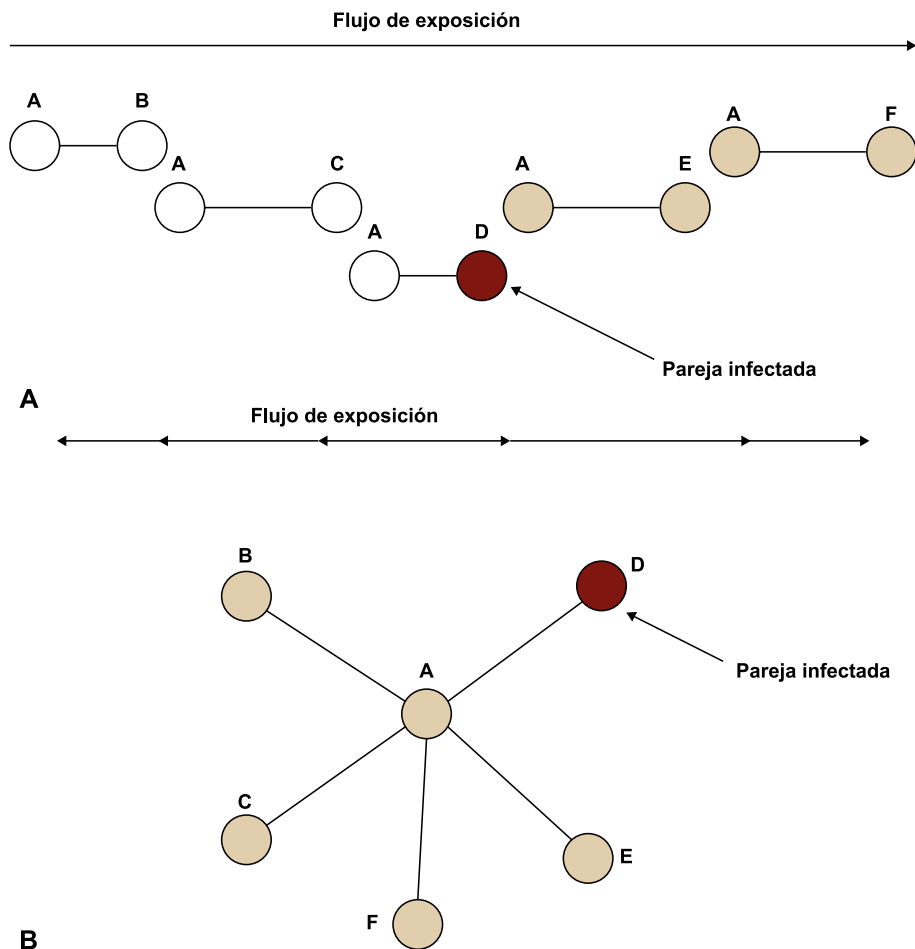 Flujo de exposición
A B
A C
A D
A E
A F
Pareja infectada
A
Flujo de exposición
B
D
Pareja infectada
A
C
E
F
B